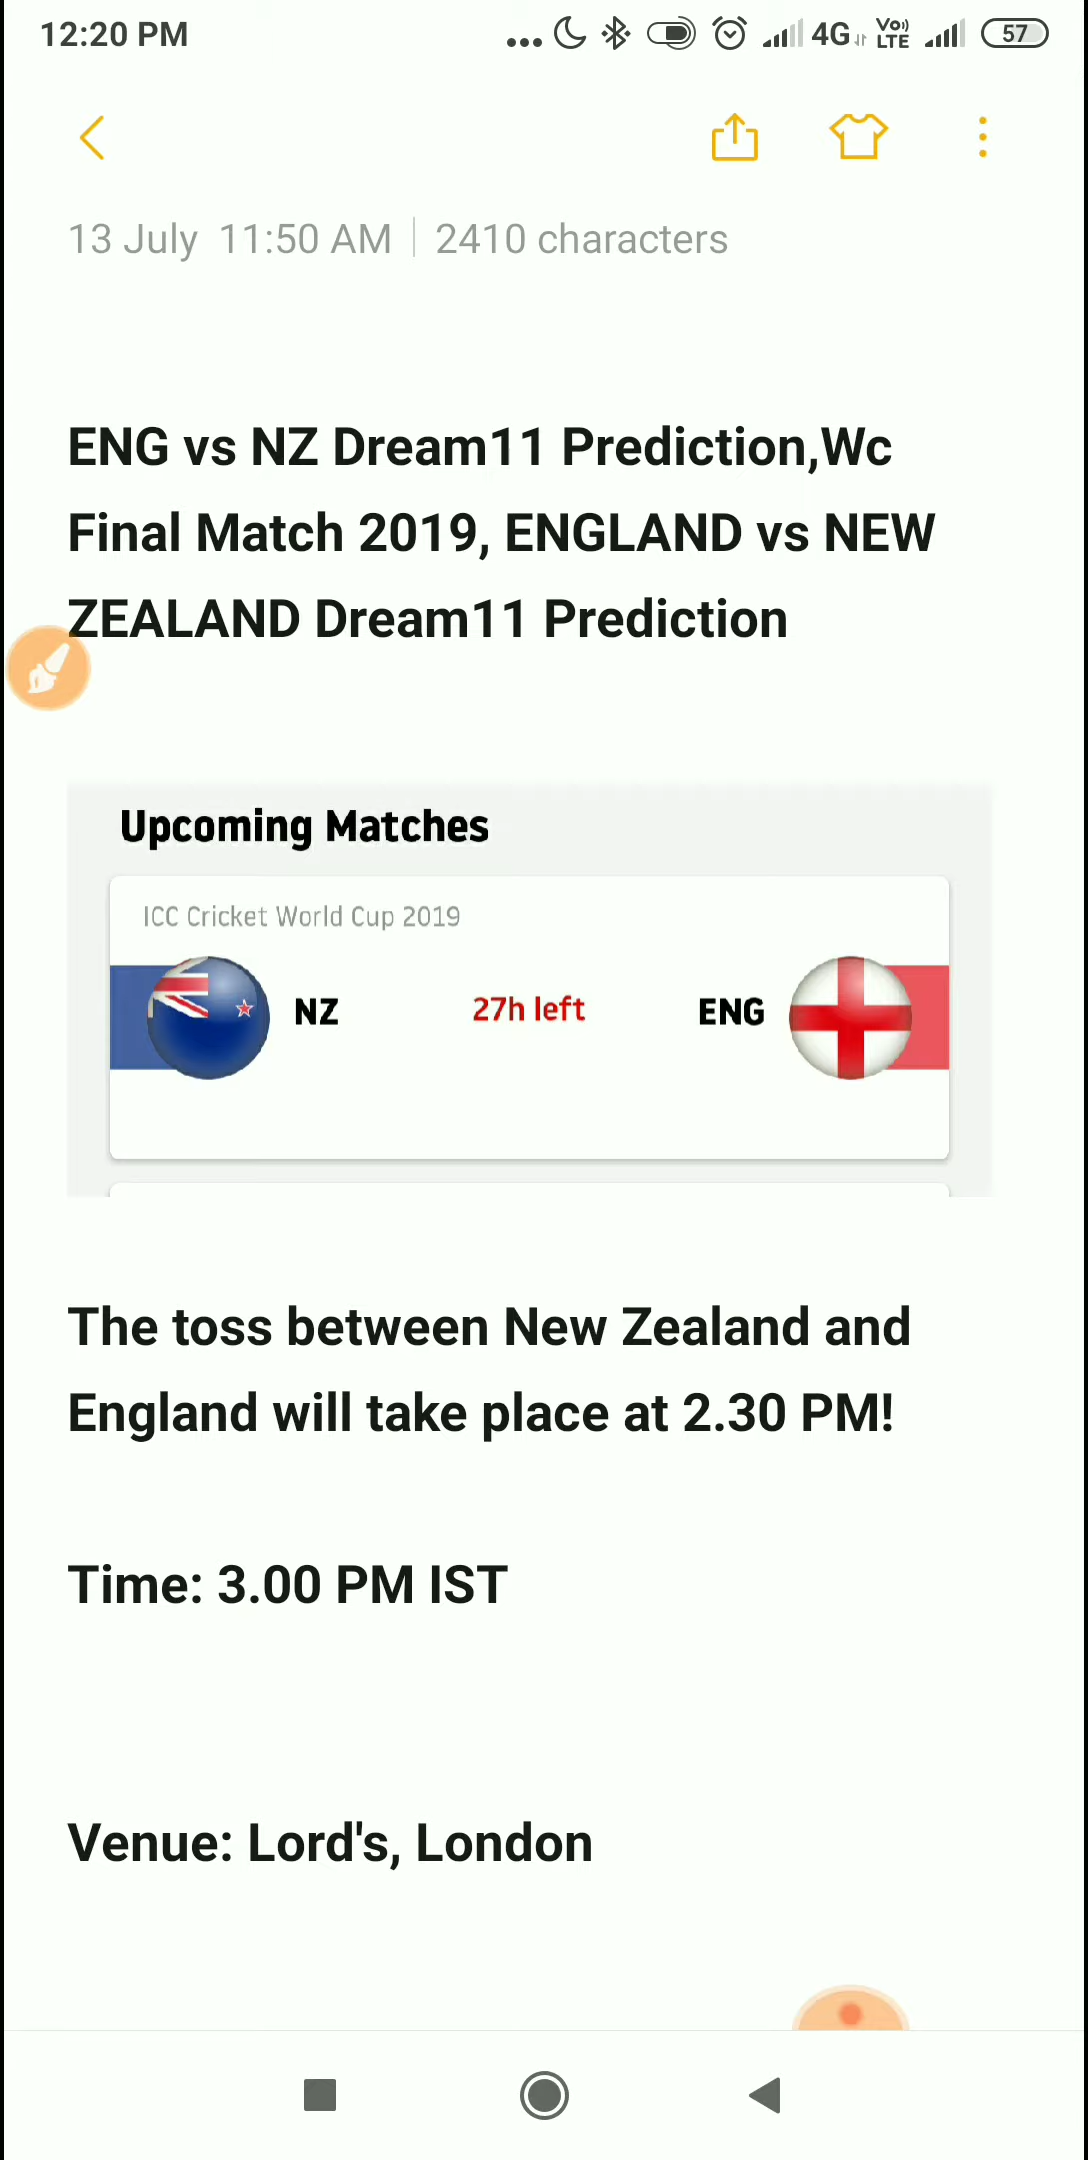 12:20 PM
... 4G Vo)) LTE 57
13 July 11:50 AM | 2410 characters
ENG vs NZ Dream11 Prediction,Wc
Final Match 2019, ENGLAND vs NEW
ZEALAND Dream11 Prediction
Upcoming Matches
ICC Cricket World Cup 2019
NZ 27h left ENG
The toss between New Zealand and
England will take place at 2.30 PM!
Time: 3.00 PM IST
Venue: Lord's, London